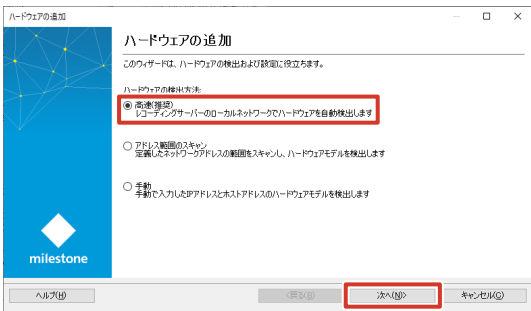 ハードウェアの追加
ハードウェアの追加
このウィザードは、ハードウェアの検出および設定に役立ちます。
ハードウェアの検出方法:
高速(推奨)
レコーディングサーバーのローカルネットワークでハードウェアを自動検出します
アドレス範囲のスキャン
定義したネットワークアドレスの範囲をスキャンし、ハードウェアモデルを検出します
手動
手動で入力したIPアドレスとホストアドレスのハードウェアモデルを検出します
milestone
ヘルプ(H)
<戻る(B)
次へ(N)>
キャンセル(C)